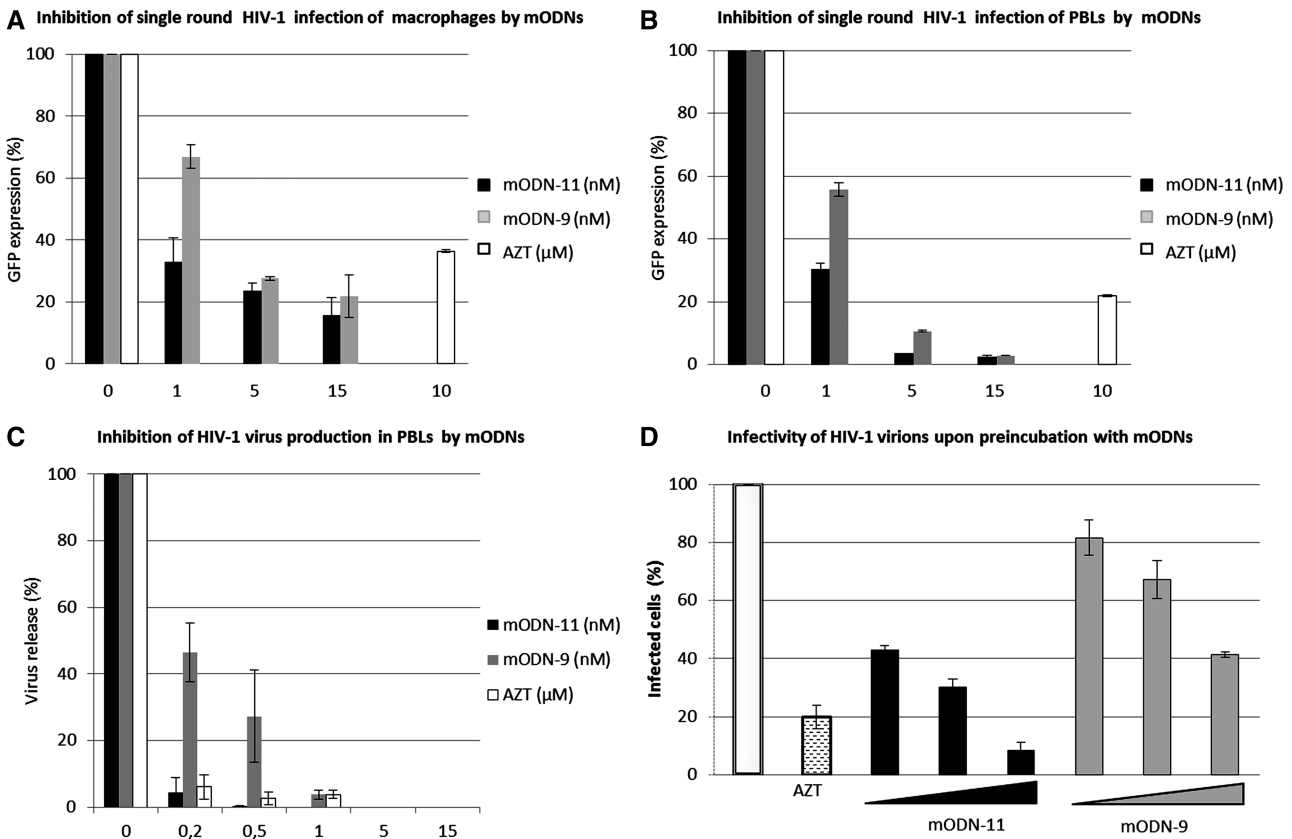 A
Inhibition of single round HIV-1 infection of macrophages by mODNs
GFP expression (%)
100
80
60
40
20
0
0 1 5 15 10
mODN-11 (nM)
mODN-9 (nM)
AZT (µM)
B
Inhibition of single round HIV-1 infection of PBLs by mODNs
GFP expression (%)
100
80
60
40
20
0
0 1 5 15 10
mODN-11 (nM)
mODN-9 (nM)
AZT (µM)
C
Inhibition of HIV-1 virus production in PBLs by mODNs
Virus release (%)
100
80
60
40
20
0
0 0,2 0,5 1 5 15
mODN-11 (nM)
mODN-9 (nM)
AZT (µM)
D
Infectivity of HIV-1 virions upon preincubation with mODNs
Infected cells (%)
100
80
60
40
20
0
AZT
mODN-11 mODN-9